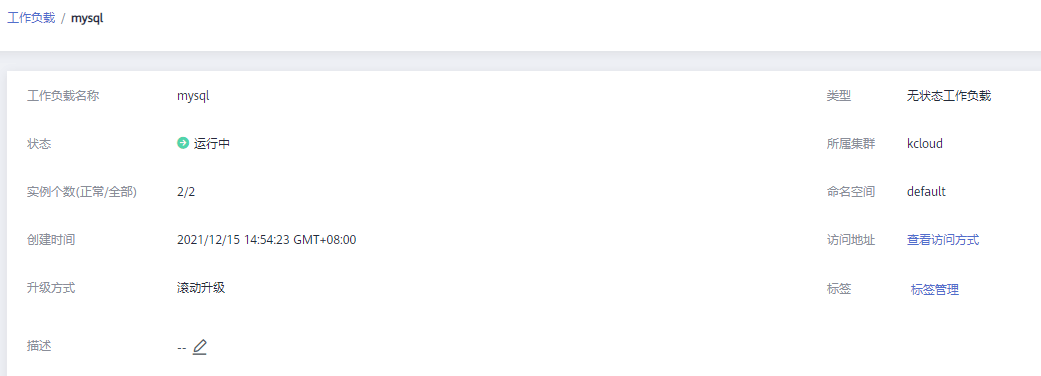 工作负载 / mysql
工作负载名称 mysql 类型 无状态工作负载
状态 运行中 所属集群 kcloud
实例个数(正常/全部) 2/2 命名空间 default
创建时间 2021/12/15 14:54:23 GMT+08:00 访问地址 查看访问方式
升级方式 滚动升级 标签 标签管理
描述 --